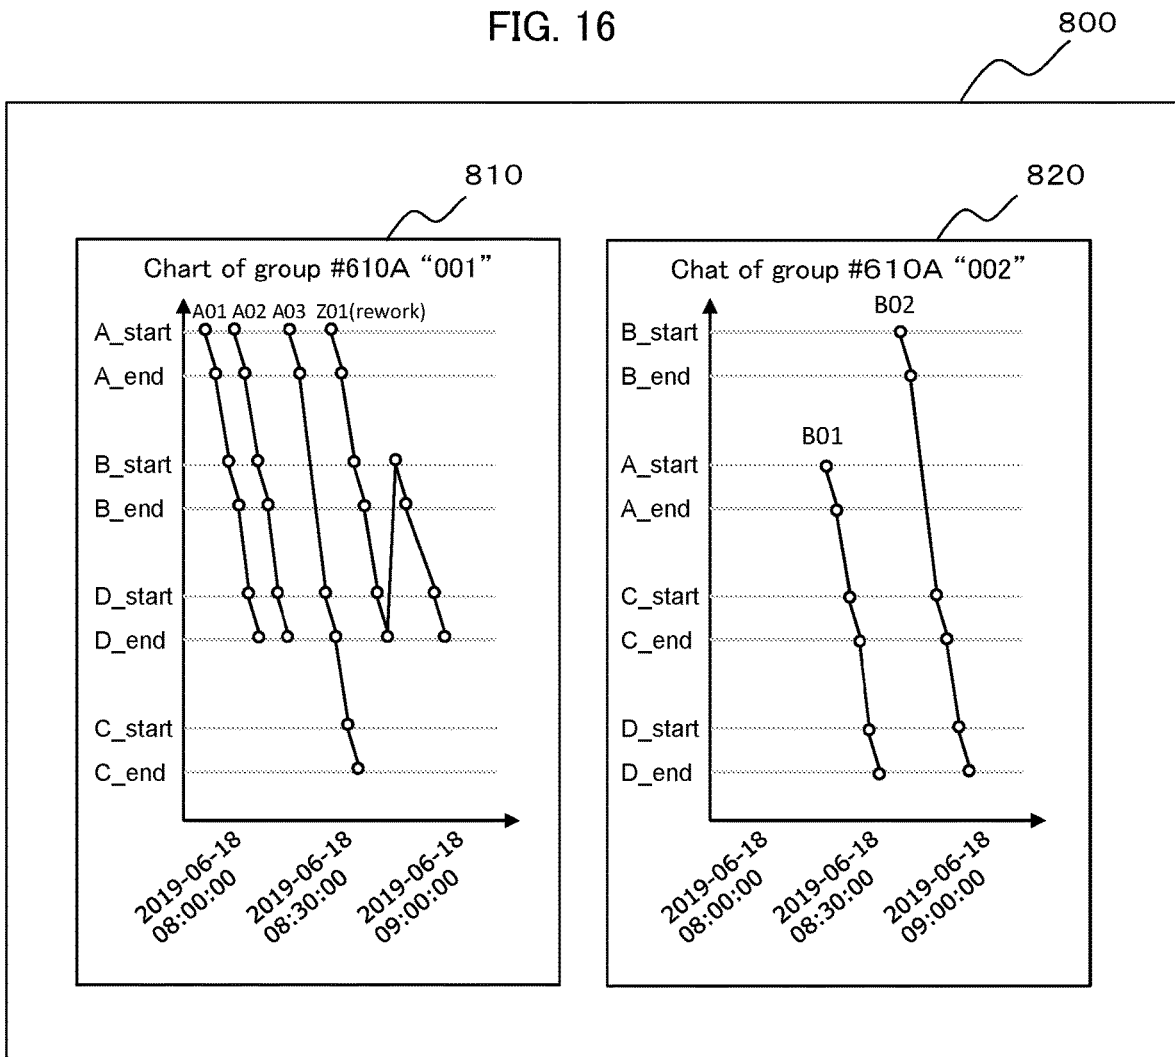 FIG. 16
800
810
820
Chart of group #610A “001”
A01 A02 A03 Z01(rework)
A_start
A_end
B_start
B_end
D_start
D_end
C_start
C_end
2019-06-18
08:00:00
2019-06-18
08:30:00
2019-06-18
09:00:00
Chat of group #610A “002”
B02
B_start
B_end
B01
A_start
A_end
C_start
C_end
D_start
D_end
2019-06-18
08:00:00
2019-06-18
08:30:00
2019-06-18
09:00:00